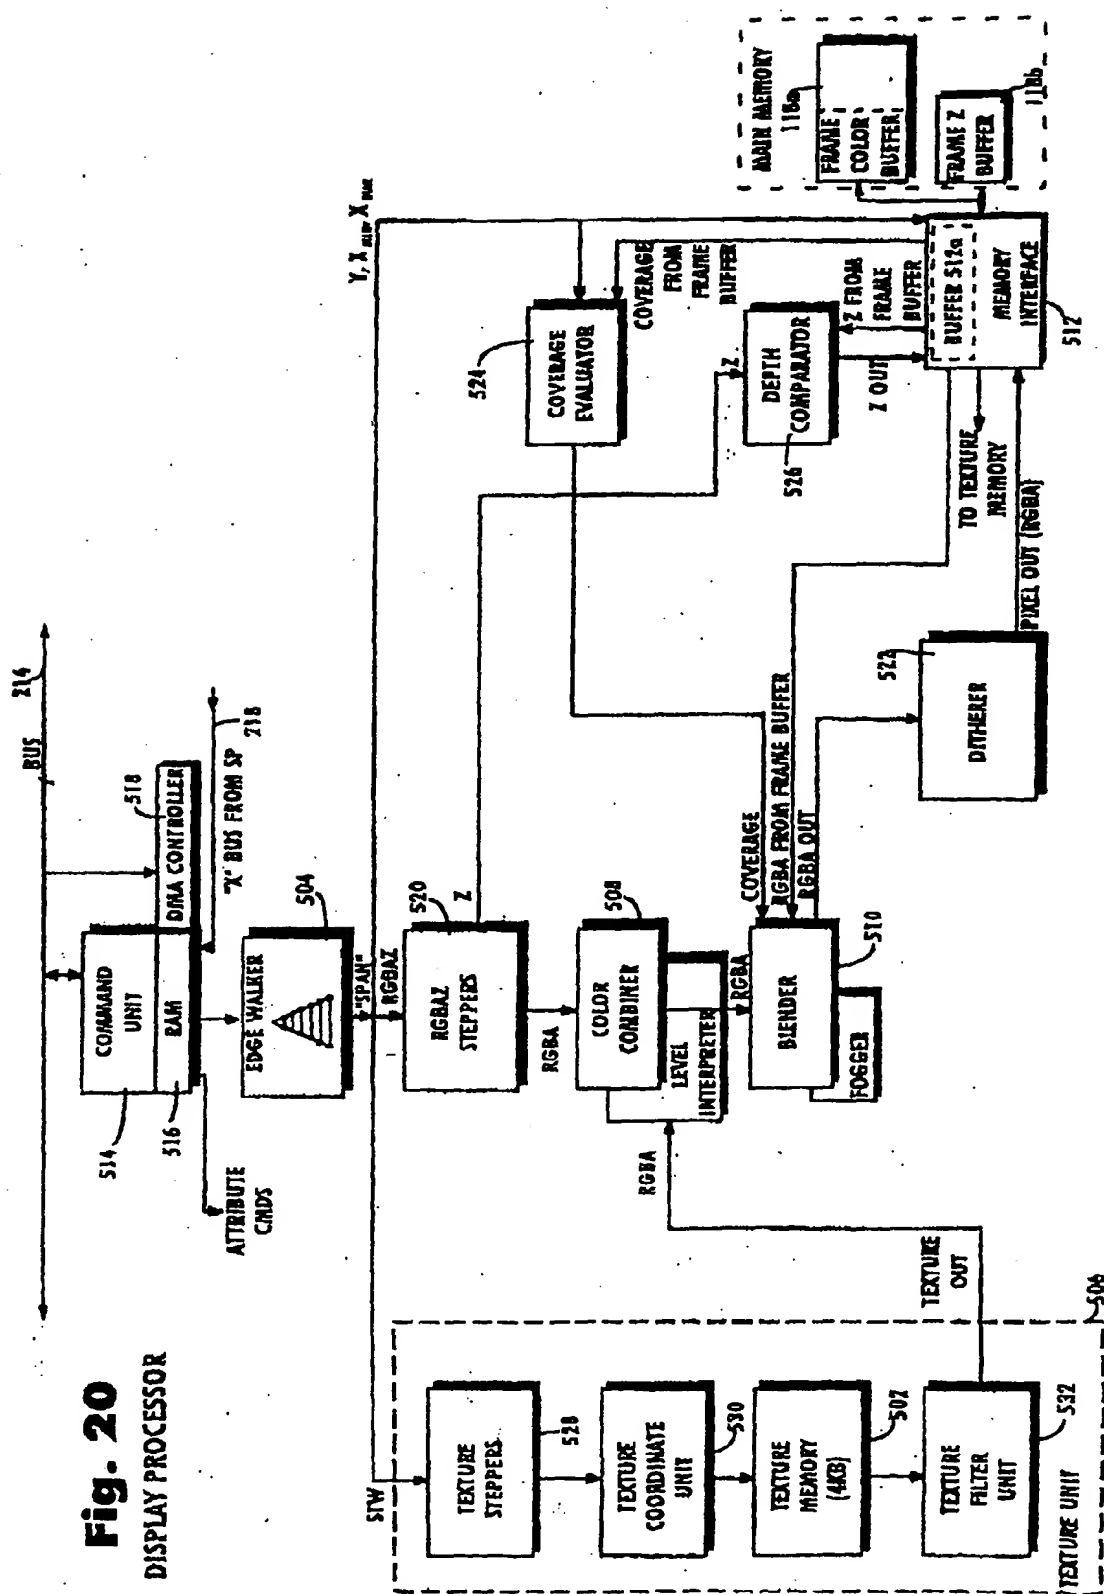 Fig. 20
DISPLAY PROCESSOR
BUS
214
COMMAND
UNIT
514
RAM
516
DMA CONTROLLER
518
"X" BUS FROM SP
218
ATTRIBUTE
CMDS
EDGE WALKER
504
"SPAN"
RGBAZ
Y, X MIN, X MAX
STW
RGBAZ
STEPPERS
520
Z
RGBA
COLOR
COMBINER
508
LEVEL
INTERPRETER
RGBA
RGBA
BLENDER
510
FOGGER
COVERAGE
RGBA FROM FRAME BUFFER
RGBA OUT
DITHERER
522
PIXEL OUT (RGBA)
COVERAGE
EVALUATOR
524
COVERAGE
FROM
FRAME
BUFFER
Z
DEPTH
COMPARATOR
526
Z FROM
FRAME
BUFFER
Z OUT
BUFFER 512a
MEMORY
INTERFACE
512
TO TEXTURE
MEMORY
MAIN MEMORY
118a
FRAME
COLOR
BUFFER
FRAME Z
BUFFER
118b
TEXTURE
STEPPERS
528
TEXTURE
COORDINATE
UNIT
530
TEXTURE
MEMORY
(4KB)
502
TEXTURE
FILTER
UNIT
532
TEXTURE
OUT
506
TEXTURE UNIT